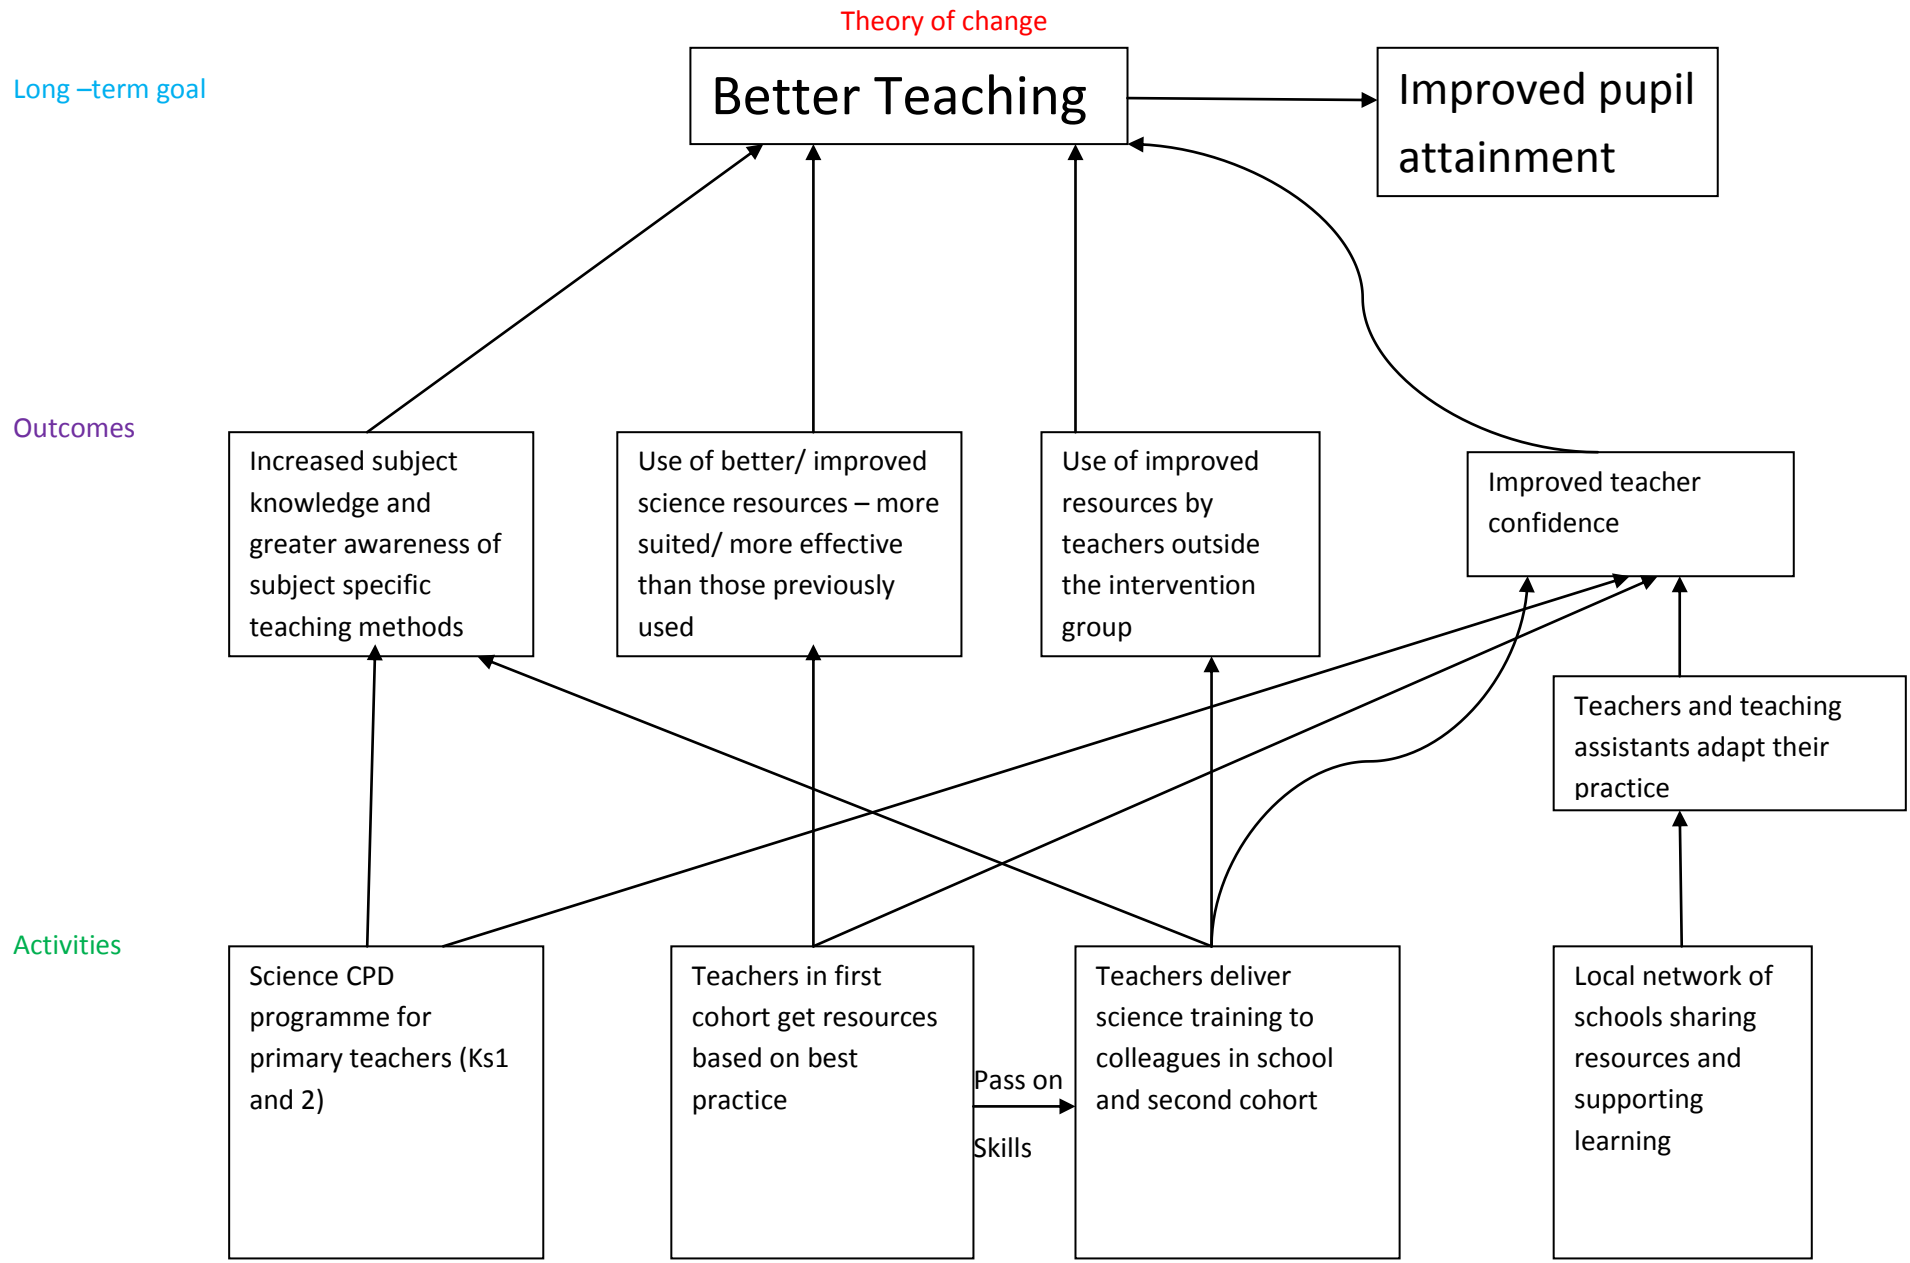 Theory of change
Long –term goal
Better Teaching
Improved pupil
attainment
Outcomes
Increased subject
knowledge and
greater awareness of
subject specific
teaching methods
Use of better/ improved
science resources – more
suited/ more effective
than those previously
used
Use of improved
resources by
teachers outside
the intervention
group
Improved teacher
confidence
Teachers and teaching
assistants adapt their
practice
Activities
Science CPD
programme for
primary teachers (Ks1
and 2)
Teachers in first
cohort get resources
based on best
practice
Pass on
Skills
Teachers deliver
science training to
colleagues in school
and second cohort
Local network of
schools sharing
resources and
supporting
learning